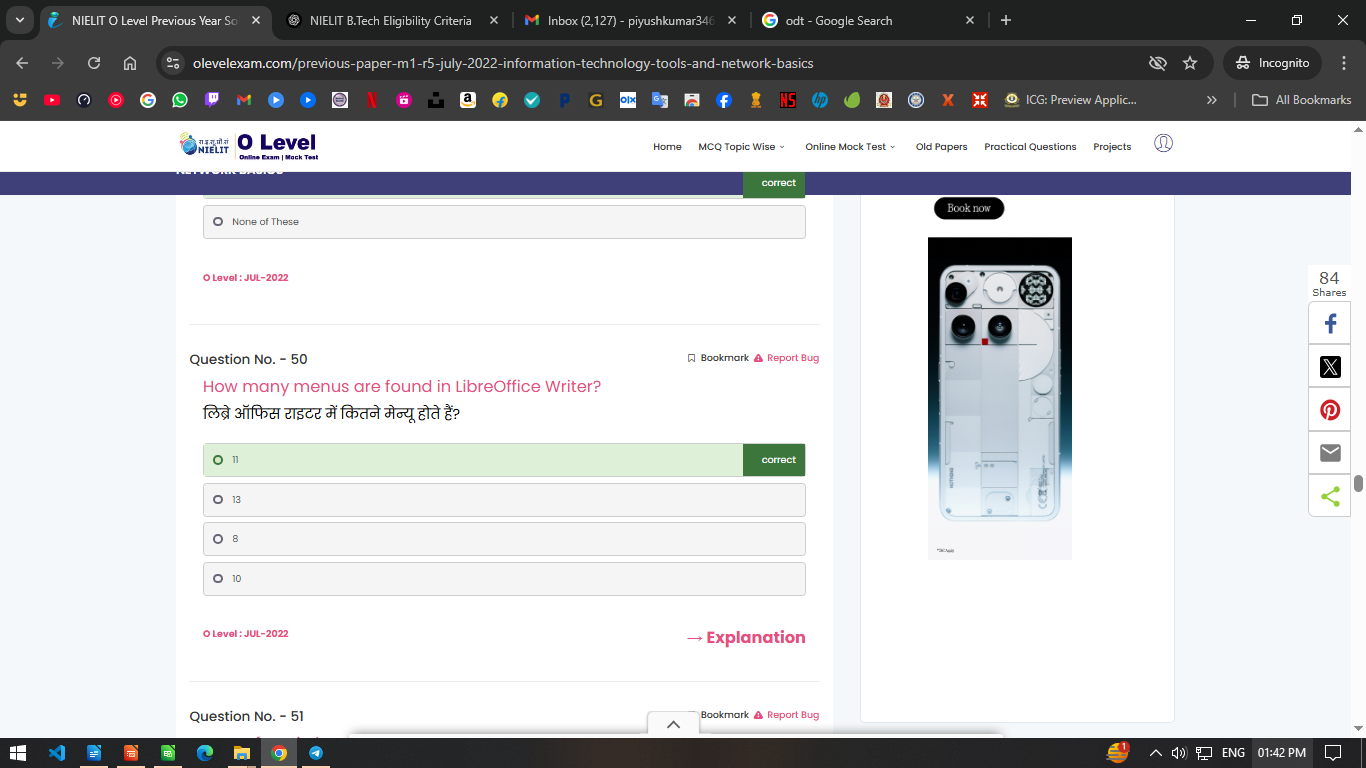 NIELIT O Level Previous Year So
NIELIT B.Tech Eligibility Criteria
Inbox (2,127) - piyushkumar346
odt - Google Search
olevelexam.com/previous-paper-m1-r5-july-2022-information-technology-tools-and-network-basics
Incognito
ICG: Preview Applic...
All Bookmarks
रा.इ.सू.प्रौ.सं
NIELIT
O Level
Online Exam | Mock Test
Home
MCQ Topic Wise
Online Mock Test
Old Papers
Practical Questions
Projects
NETWORK BASICS
correct
None of These
O Level : JUL-2022
Book now
84
Shares
Question No. - 50
Bookmark
Report Bug
How many menus are found in LibreOffice Writer?
लिब्रे ऑफिस राइटर में कितने मेन्यू होते हैं?
11
correct
13
8
10
O Level : JUL-2022
→ Explanation
Question No. - 51
Bookmark
Report Bug
ENG
01:42 PM